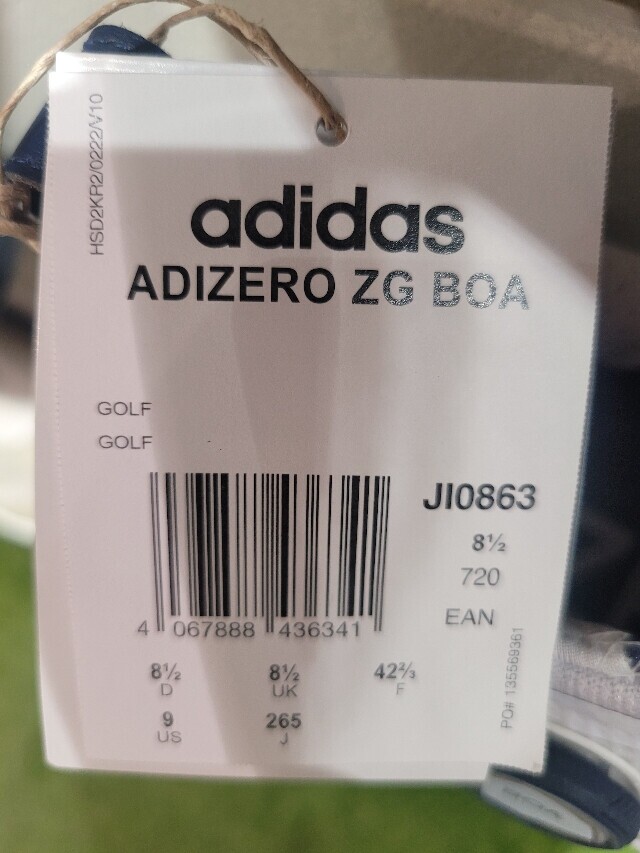 HSD2KR2/0222/V10
adidas
ADIZERO ZG BOA
GOLF
GOLF
JI0863
8½
720
EAN
4 067888 436341
8½ 8½ 42⅔
D UK F
9 265
US J
PO# 135569361